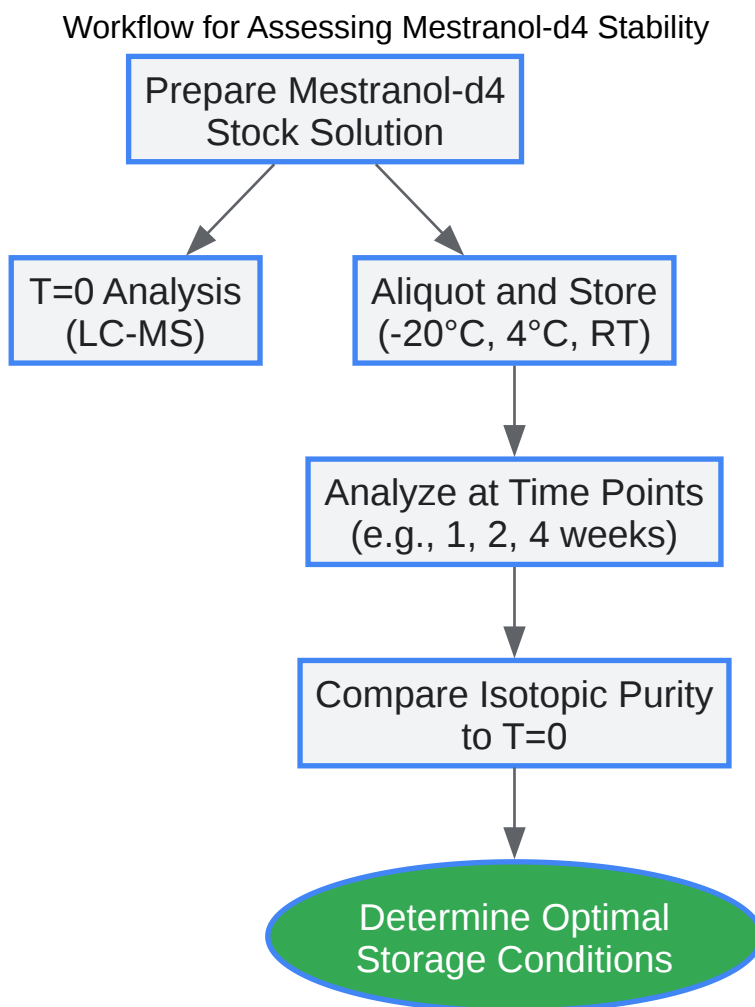 Workflow for Assessing Mestranol-d4 Stability
Prepare Mestranol-d4
Stock Solution
T=0 Analysis
(LC-MS)
Aliquot and Store
(-20°C, 4°C, RT)
Analyze at Time Points
(e.g., 1, 2, 4 weeks)
Compare Isotopic Purity
to T=0
Determine Optimal
Storage Conditions